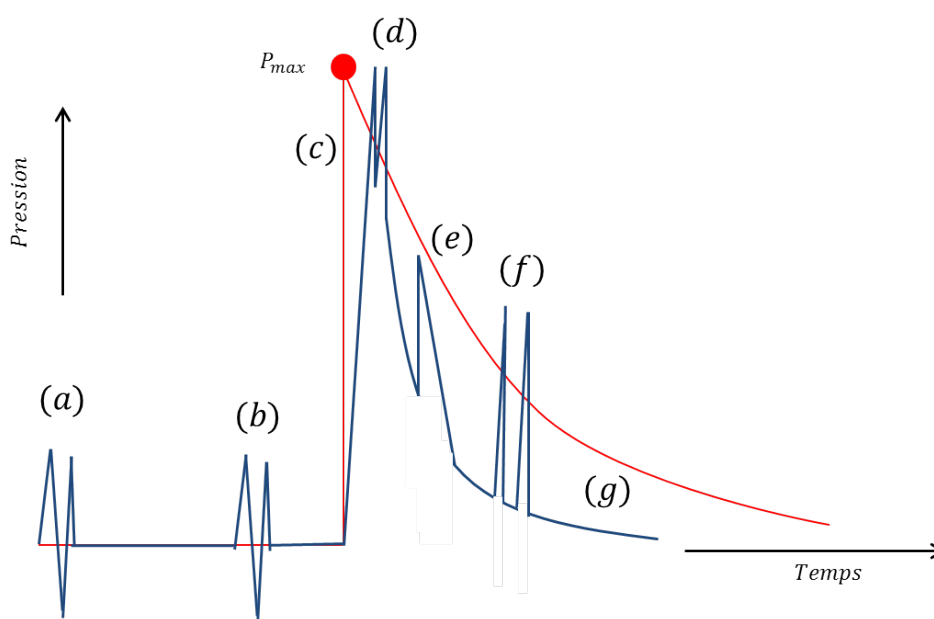 (d)
P_max
(c)
Pression
(e)
(f)
(a)
(b)
(g)
Temps